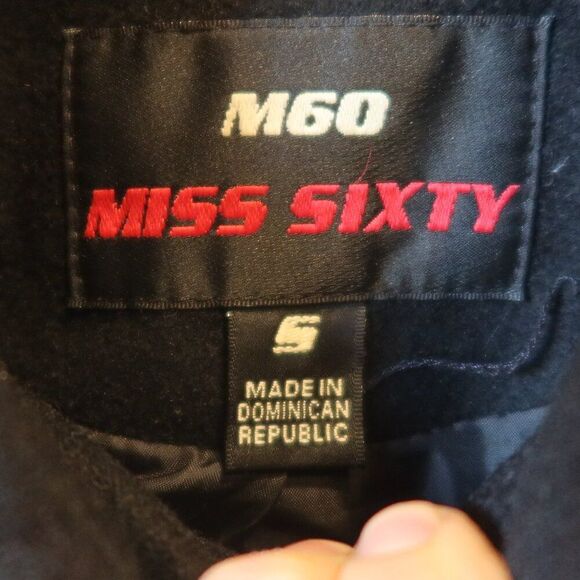 M60
MISS SIXTY
S
MADE IN
DOMINICAN
REPUBLIC